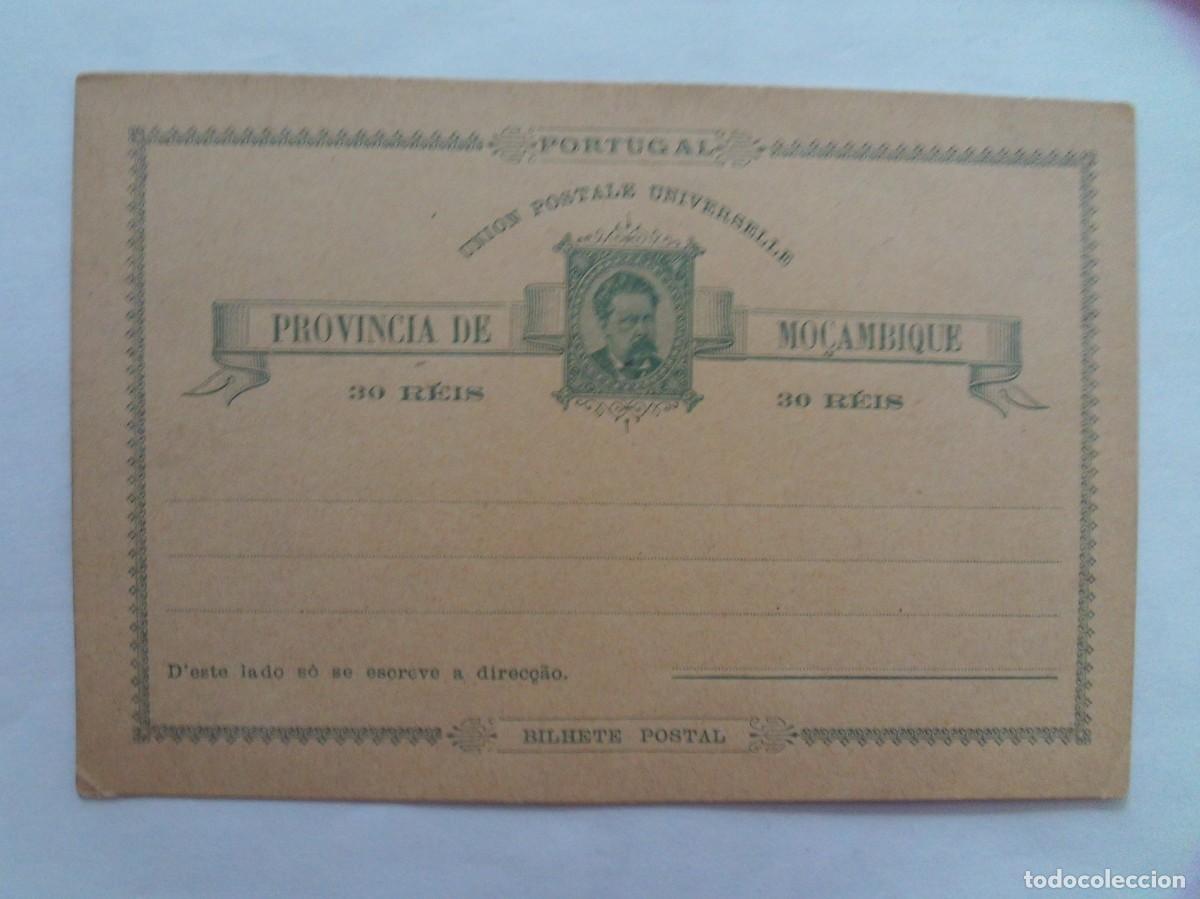 PORTUGAL
UNION POSTALE UNIVERSELLE
PROVINCIA DE MOÇAMBIQUE
30 RÉIS 30 RÉIS
D'este lado só se escreve a direcção.
BILHETE POSTAL
todocoleccion